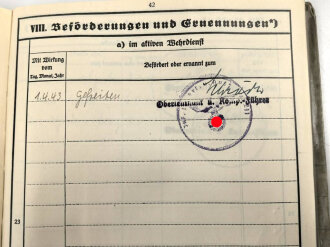 42
VIII. Beförderungen und Ernennungen*)
a) im aktiven Wehrdienst
Mit Wirkung
vom
Tag, Monat, Jahr
Befördert oder ernannt zum
1.4.43 Gefreiten
Oberleutnant u. Komp.-Führer
23